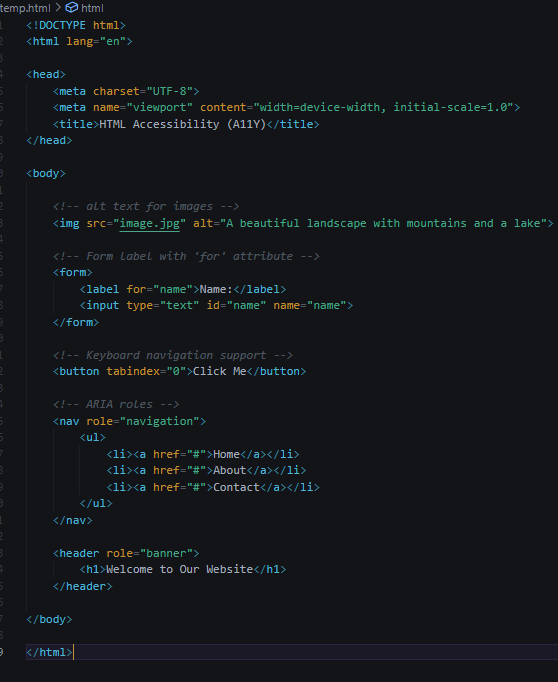 temp.html > html
<!DOCTYPE html>
<html lang="en">
<head>
<meta charset="UTF-8">
<meta name="viewport" content="width=device-width, initial-scale=1.0">
<title>HTML Accessibility (A11Y)</title>
</head>
<body>
<!-- alt text for images -->
<img src="image.jpg" alt="A beautiful landscape with mountains and a lake">
<!-- Form label with 'for' attribute -->
<form>
<label for="name">Name:</label>
<input type="text" id="name" name="name">
</form>
<!-- Keyboard navigation support -->
<button tabindex="0">Click Me</button>
<!-- ARIA roles -->
<nav role="navigation">
<ul>
<li><a href="#">Home</a></li>
<li><a href="#">About</a></li>
<li><a href="#">Contact</a></li>
</ul>
</nav>
<header role="banner">
<h1>Welcome to Our Website</h1>
</header>
</body>
</html>